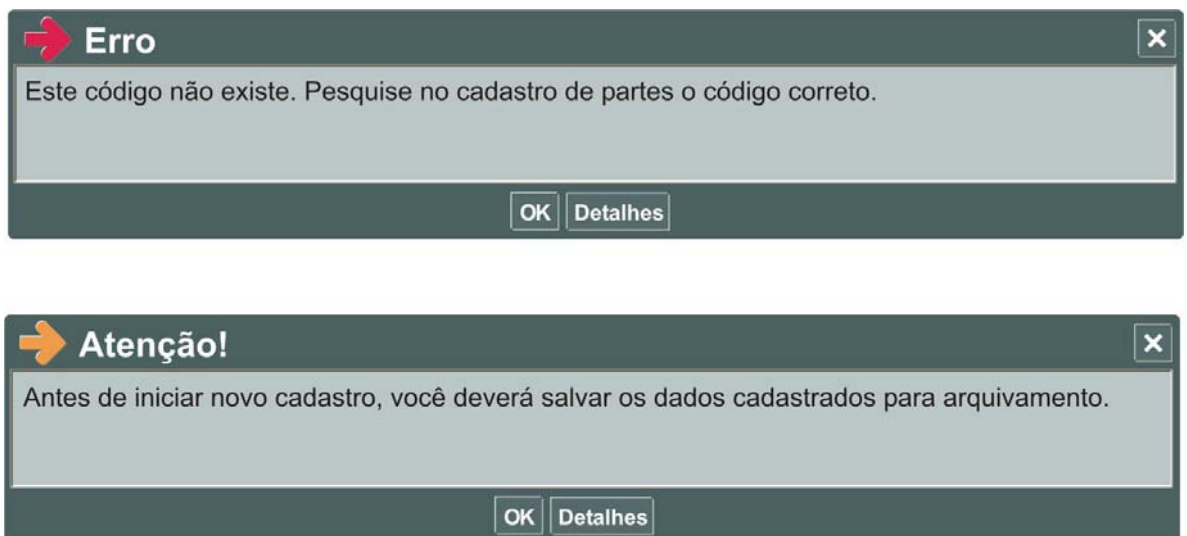 Erro
Este código não existe. Pesquise no cadastro de partes o código correto.
OK Detalhes
Atenção!
Antes de iniciar novo cadastro, você deverá salvar os dados cadastrados para arquivamento.
OK Detalhes